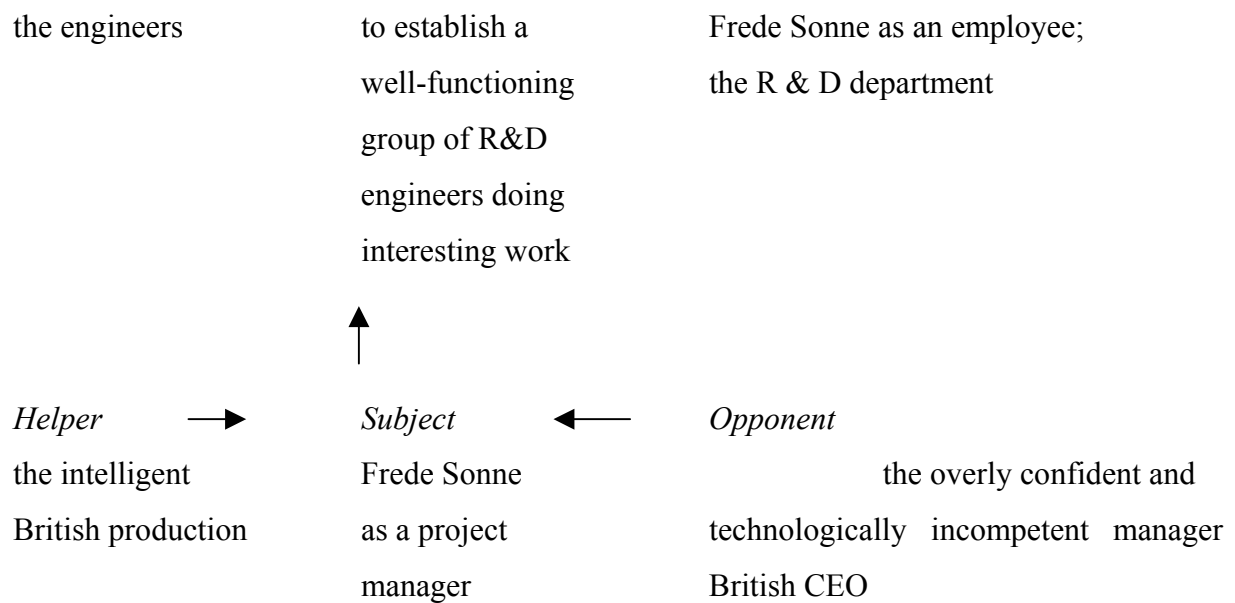 the engineers to establish a Frede Sonne as an employee;
well-functioning the R & D department
group of R&D
engineers doing
interesting work
Helper Subject Opponent
the intelligent Frede Sonne the overly confident and
British production as a project technologically incompetent manager
manager British CEO